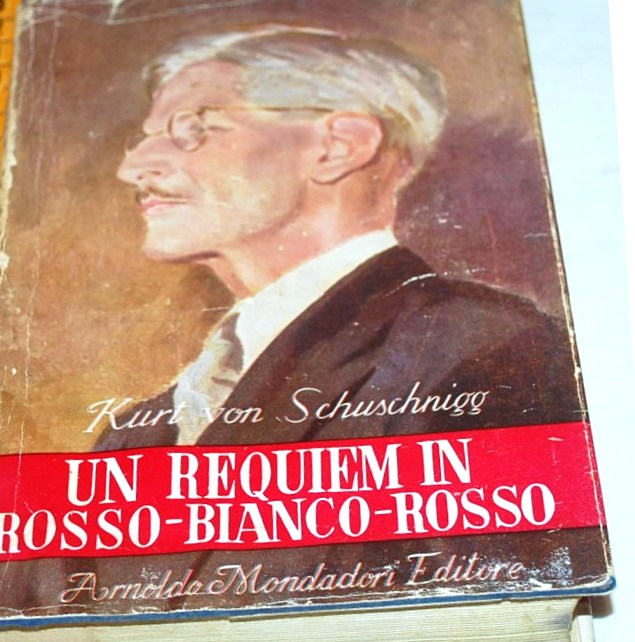 Kurt von Schuschnigg
UN REQUIEM IN
ROSSO-BIANCO-ROSSO
Arnoldo Mondadori Editore